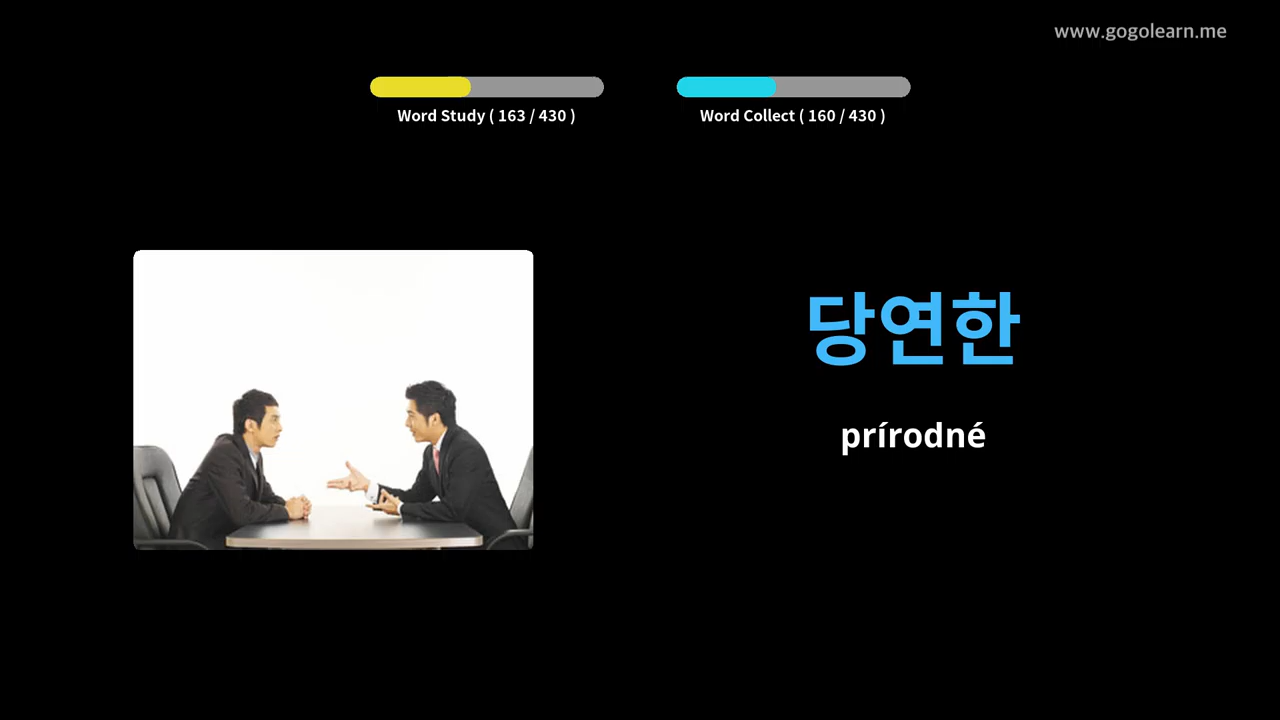 www.gogolearn.me
Word Study ( 163 / 430 )
Word Collect ( 160 / 430 )
당연한
prírodné